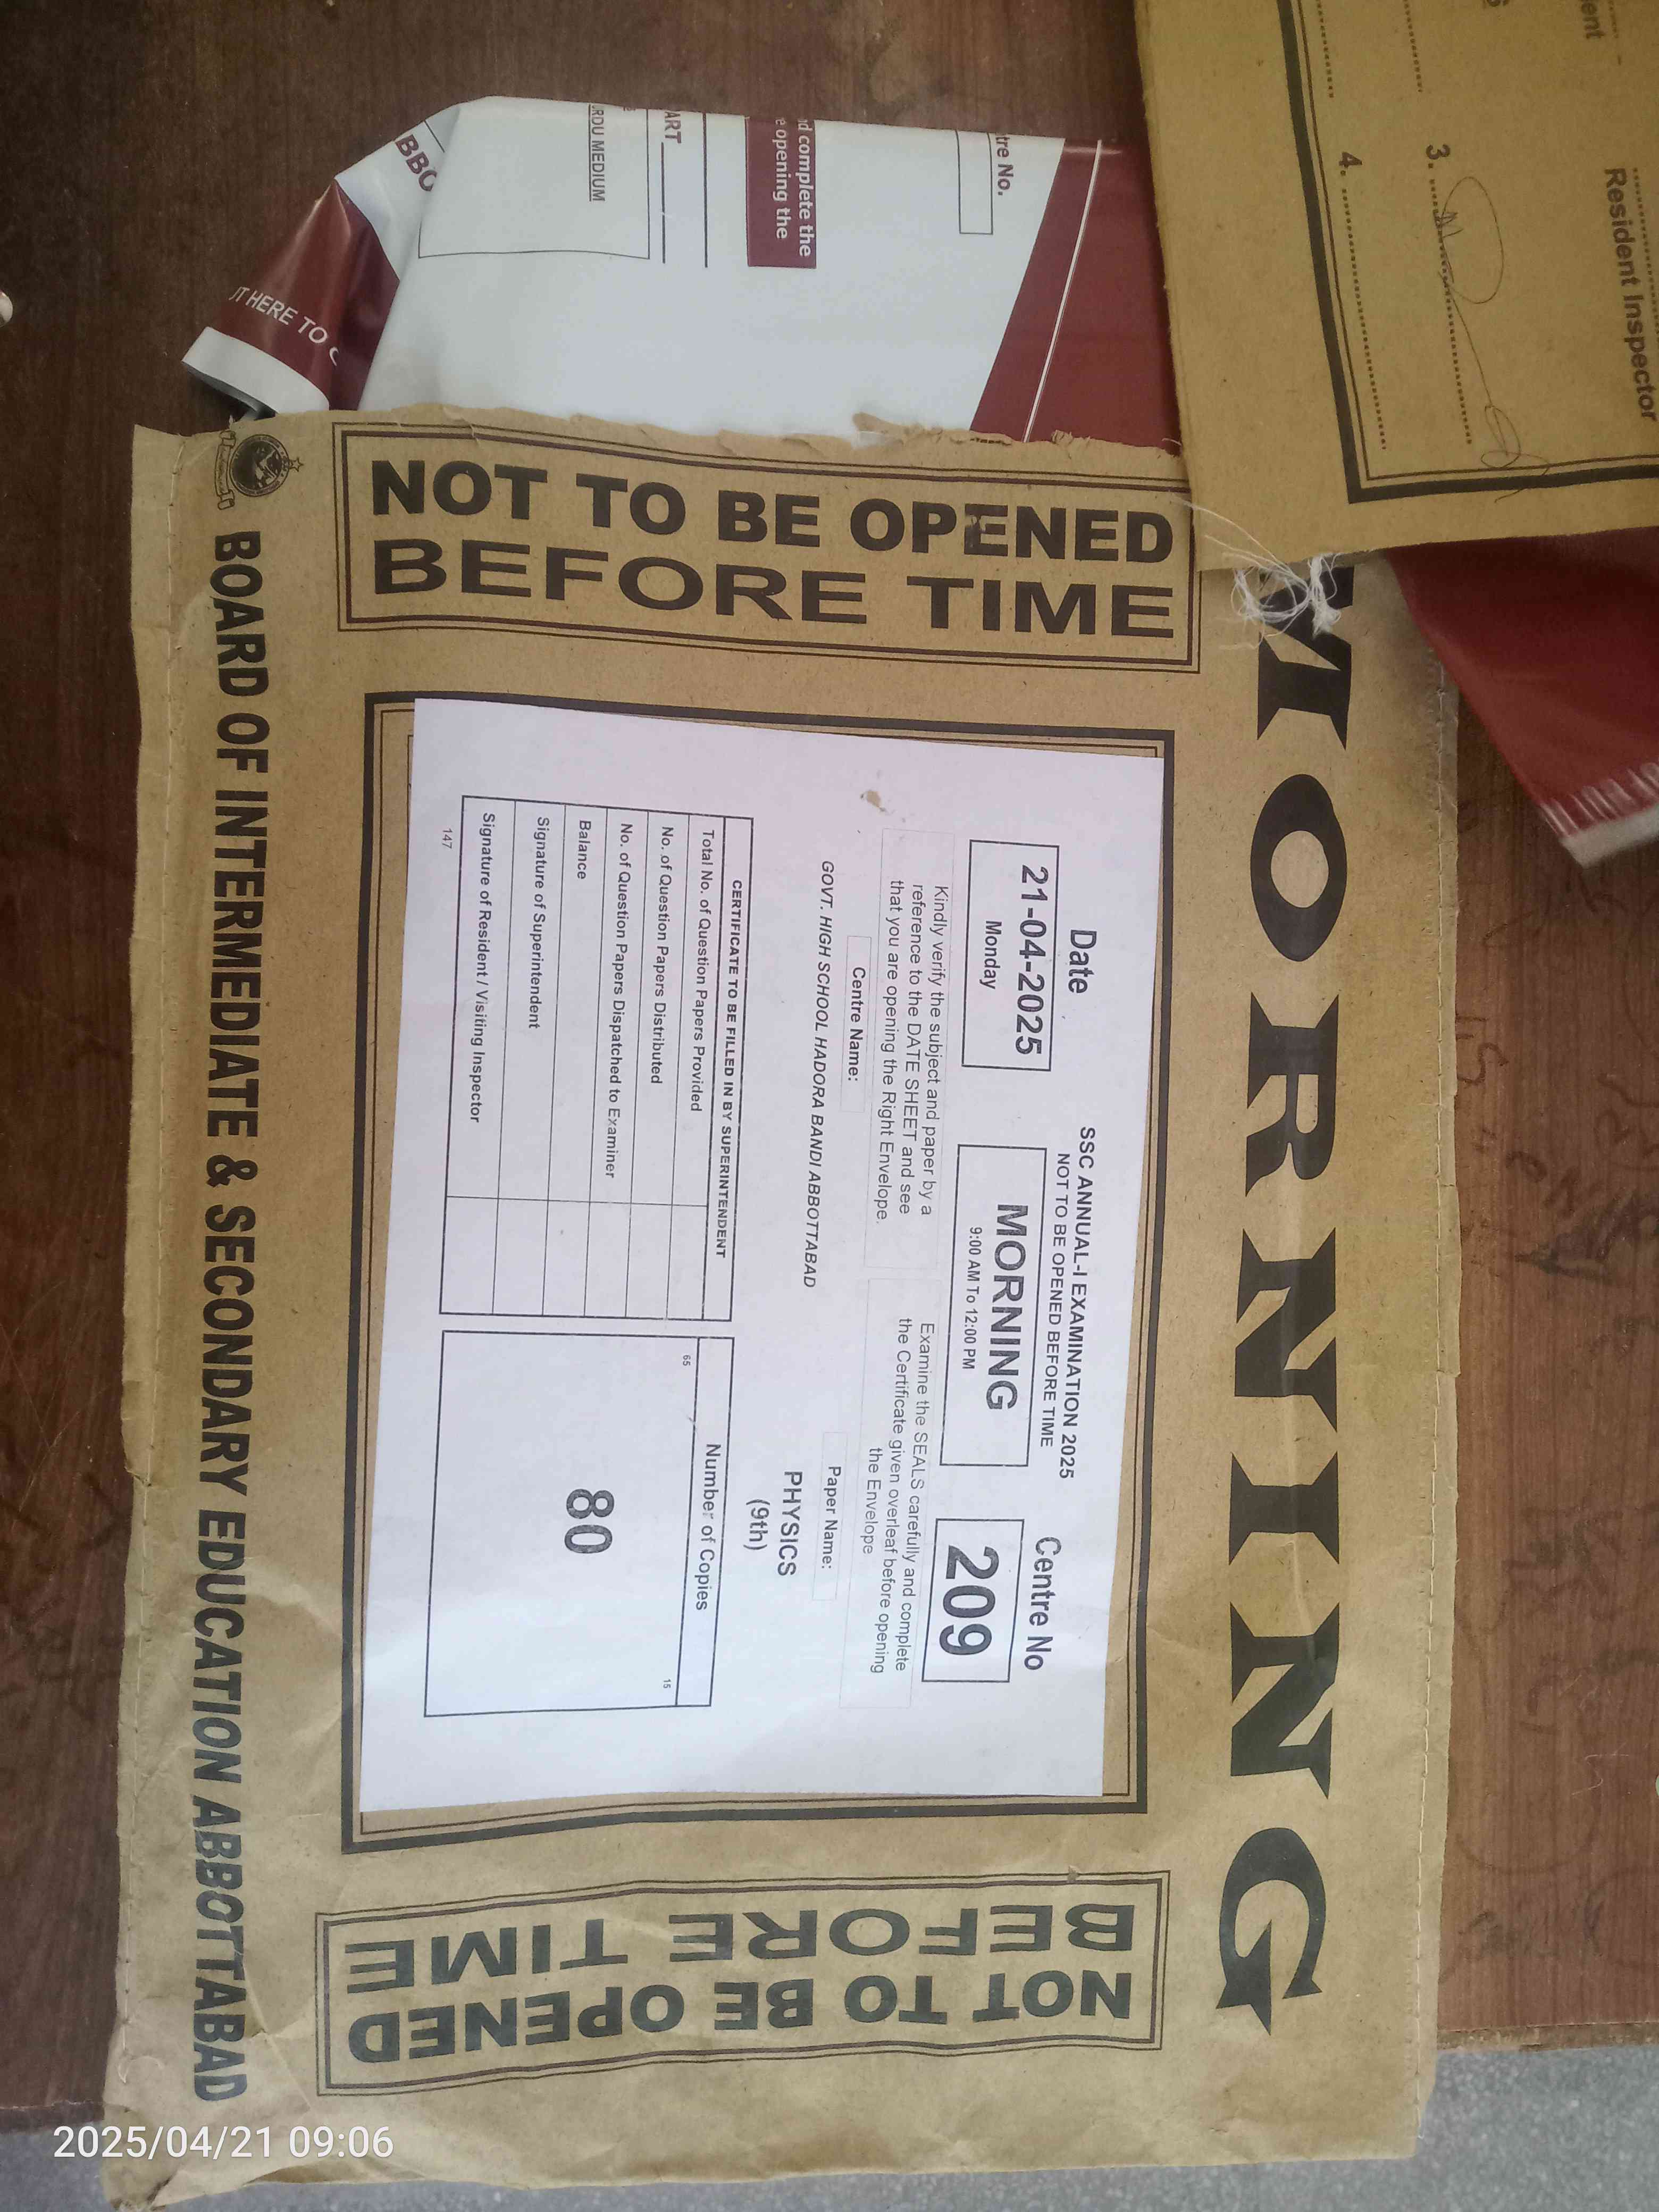 MORNING
NOT TO BE OPENED
BEFORE TIME
Date
21-04-2025
Monday
SSC ANNUAL-I EXAMINATION 2025
NOT TO BE OPENED BEFORE TIME
MORNING
9:00 AM To 12:00 PM
Centre No
209
Kindly verify the subject and paper by a
reference to the DATE SHEET and see
that you are opening the Right Envelope.
Examine the SEALS carefully and complete
the Certificate given overleaf before opening
the Envelope
Centre Name:
GOVT. HIGH SCHOOL HADORA BANDI ABBOTTABAD
Paper Name:
PHYSICS
(9th)
CERTIFICATE TO BE FILLED IN BY SUPERINTENDENT
Total No. of Question Papers Provided
No. of Question Papers Distributed
No. of Question Papers Dispatched to Examiner
Balance
Signature of Superintendent
Signature of Resident / Visiting Inspector
147
Number of Copies
65
15
80
NOT TO BE OPENED
BEFORE TIME
BOARD OF INTERMEDIATE & SECONDARY EDUCATION ABBOTTABAD
Resident Inspector
3.
4.
tre No.
d complete the
e opening the
ART
RDU MEDIUM
BBO
T HERE TO
2025/04/21 09:06